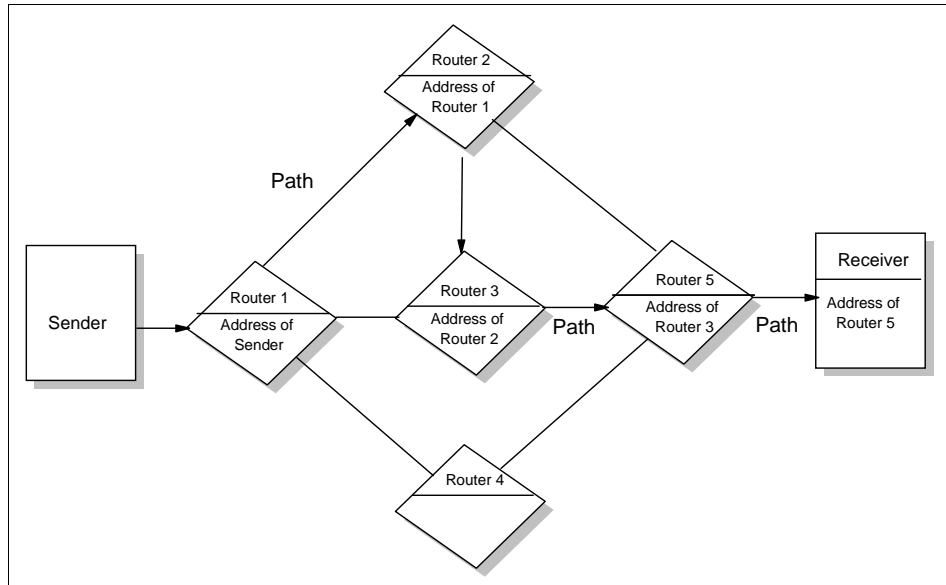 Router 2
Address of
Router 1
Path
Sender
Router 1
Address of
Sender
Router 3
Address of
Router 2
Path
Router 5
Address of
Router 3
Path
Receiver
Address of
Router 5
Router 4